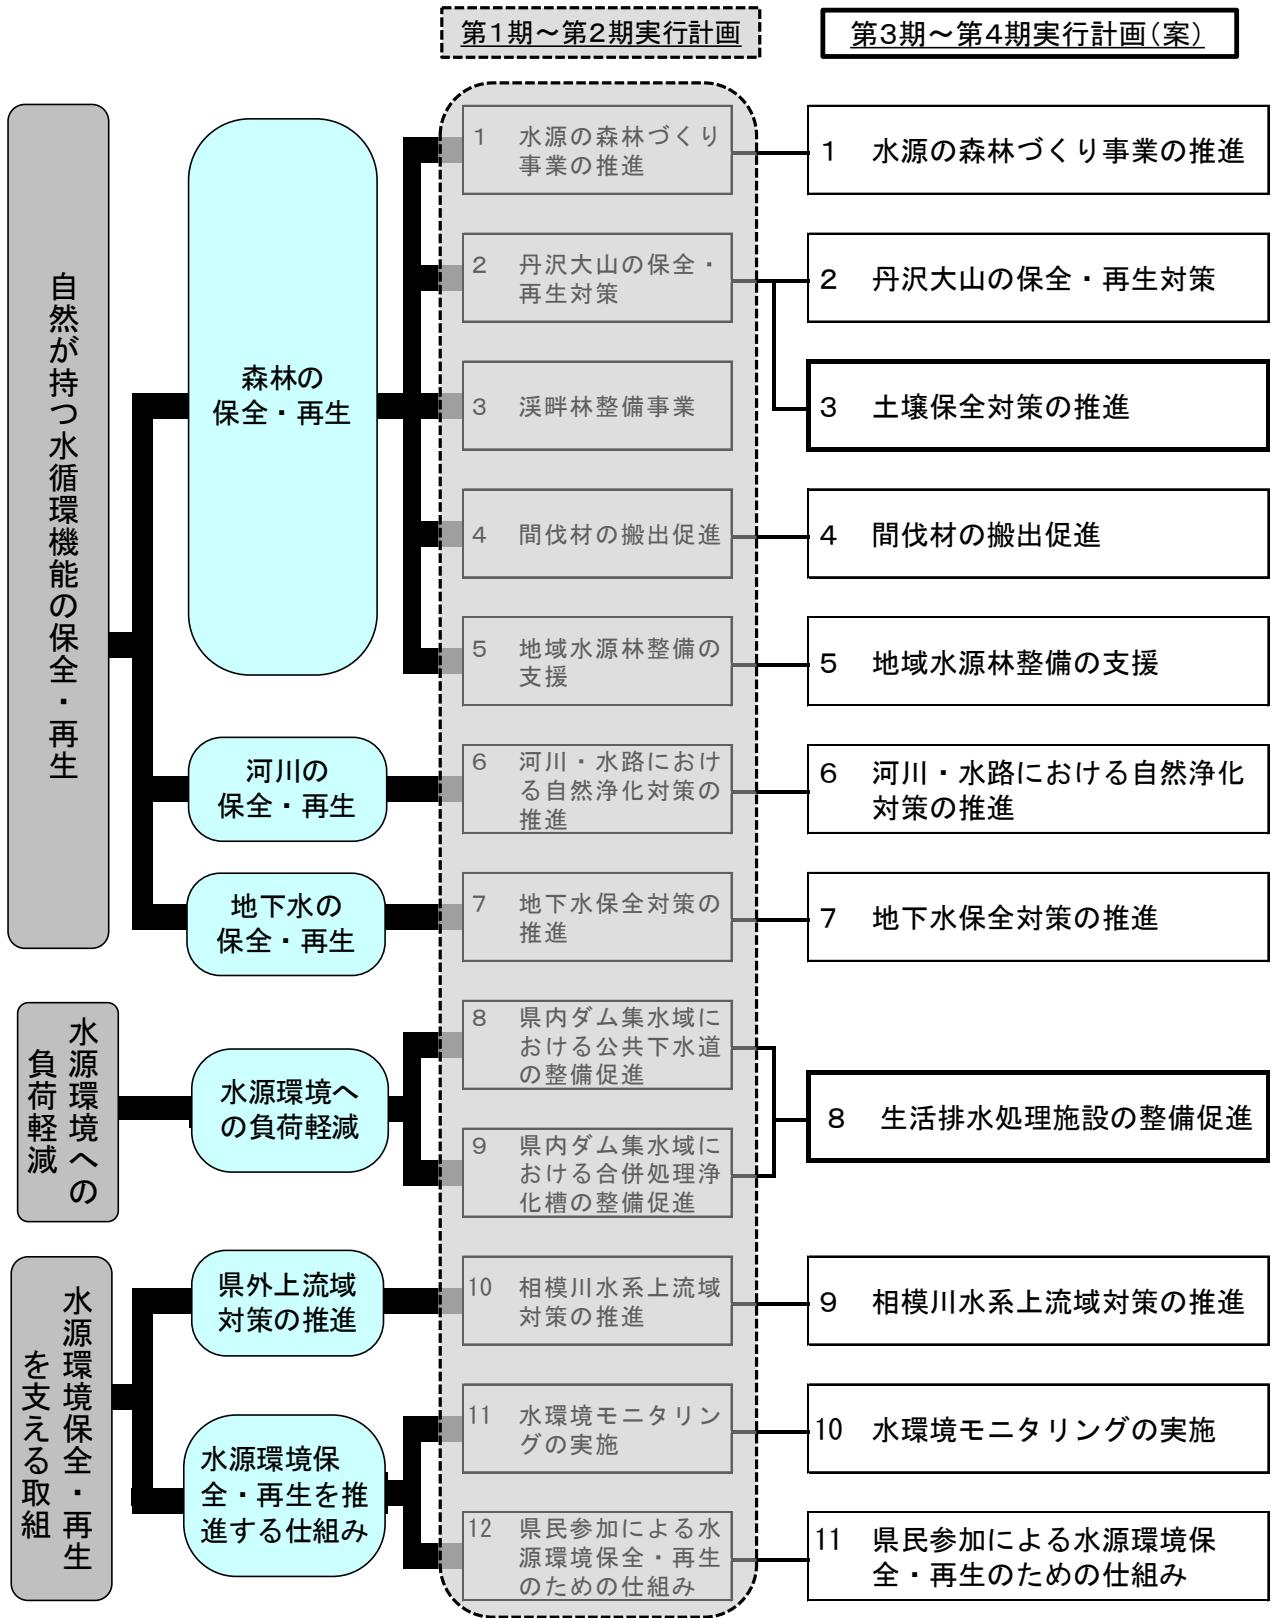 第1期～第2期実行計画
第3期～第4期実行計画(案)
自然が持つ水循環機能の保全・再生
森林の
保全・再生
1 水源の森林づくり
事業の推進
1 水源の森林づくり事業の推進
2 丹沢大山の保全・
再生対策
2 丹沢大山の保全・再生対策
3 渓畔林整備事業
3 土壌保全対策の推進
4 間伐材の搬出促進
4 間伐材の搬出促進
5 地域水源林整備の
支援
5 地域水源林整備の支援
河川の
保全・再生
6 河川・水路におけ
る自然浄化対策の
推進
6 河川・水路における自然浄化
対策の推進
地下水の
保全・再生
7 地下水保全対策の
推進
7 地下水保全対策の推進
水源環境への
負荷軽減
水源環境へ
の負荷軽減
8 県内ダム集水域に
おける公共下水道
の整備促進
9 県内ダム集水域に
おける合併処理浄
化槽の整備促進
8 生活排水処理施設の整備促進
水源環境保全・再生
を支える取組
県外上流域
対策の推進
10 相模川水系上流域
対策の推進
9 相模川水系上流域対策の推進
水源環境保
全・再生を推
進する仕組み
11 水環境モニタリン
グの実施
10 水環境モニタリングの実施
12 県民参加による水
源環境保全・再生
のための仕組み
11 県民参加による水源環境保
全・再生のための仕組み